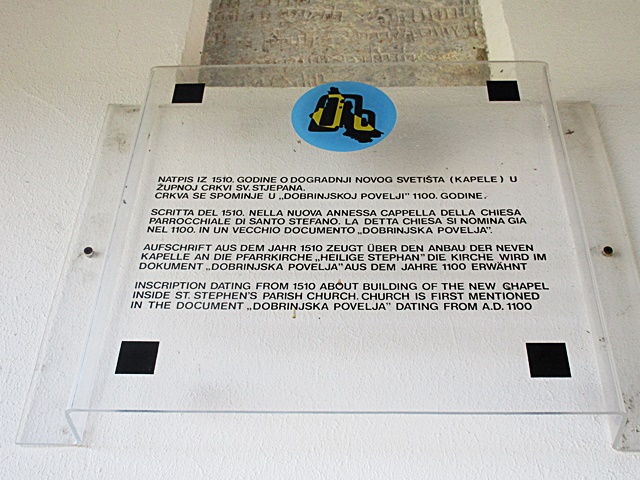 NATPIS IZ 1510. GODINE O DOGRADNJI NOVOG SVETIŠTA (KAPELE) U
ŽUPNOJ CRKVI SV. STJEPANA.
CRKVA SE SPOMINJE U „DOBRINJSKOJ POVELJI" 1100. GODINE.
SCRITTA DEL 1510. NELLA NUOVA ANNESSA CAPPELLA DELLA CHIESA
PARROCCHIALE DI SANTO STEFANO. LA DETTA CHIESA SI NOMINA GIA
NEL 1100. IN UN VECCHIO DOCUMENTO „DOBRINJSKA POVELJA".
AUFSCHRIFT AUS DEM JAHR 1510 ZEUGT ÜBER DEN ANBAU DER NEVEN
KAPELLE AN DIE PFARRKIRCHE „HEILIGE STEPHAN" DIE KIRCHE WIRD IM
DOKUMENT „DOBRINJSKA POVELJA" AUS DEM JAHRE 1100 ERWÄHNT
INSCRIPTION DATING FROM 1510 ABOUT BUILDING OF THE NEW CHAPEL
INSIDE ST. STEPHEN'S PARISH CHURCH. CHURCH IS FIRST MENTIONED
IN THE DOCUMENT „DOBRINJSKA POVELJA" DATING FROM A.D. 1100